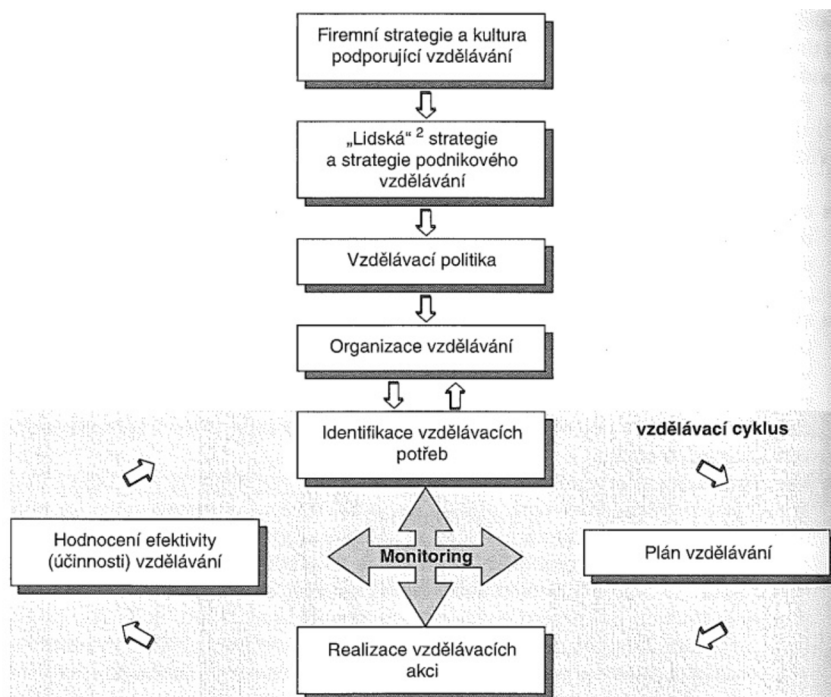 Firemní strategie a kultura
podporující vzdělávání
„Lidská“ 2 strategie
a strategie podnikového
vzdělávání
Vzdělávací politika
Organizace vzdělávání
Identifikace vzdělávacích
potřeb
vzdělávací cyklus
Hodnocení efektivity
(účinnosti) vzdělávání
Monitoring
Plán vzdělávání
Realizace vzdělávacích
akci